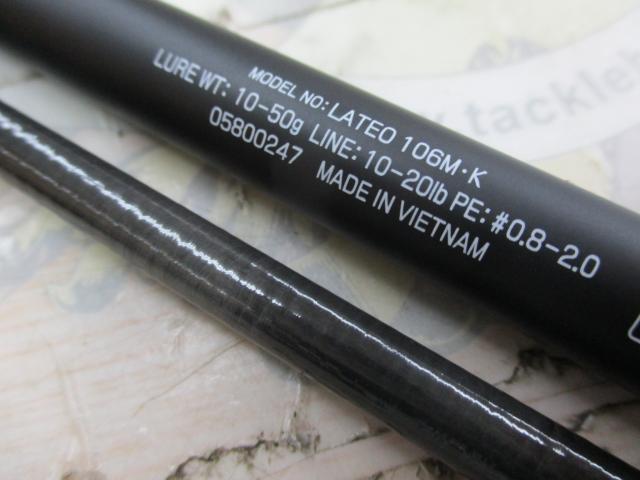 MODEL NO: LATEO 106M·K
LURE WT: 10-50g LINE: 10-20lb PE: #0.8-2.0
05800247 MADE IN VIETNAM
tackleb